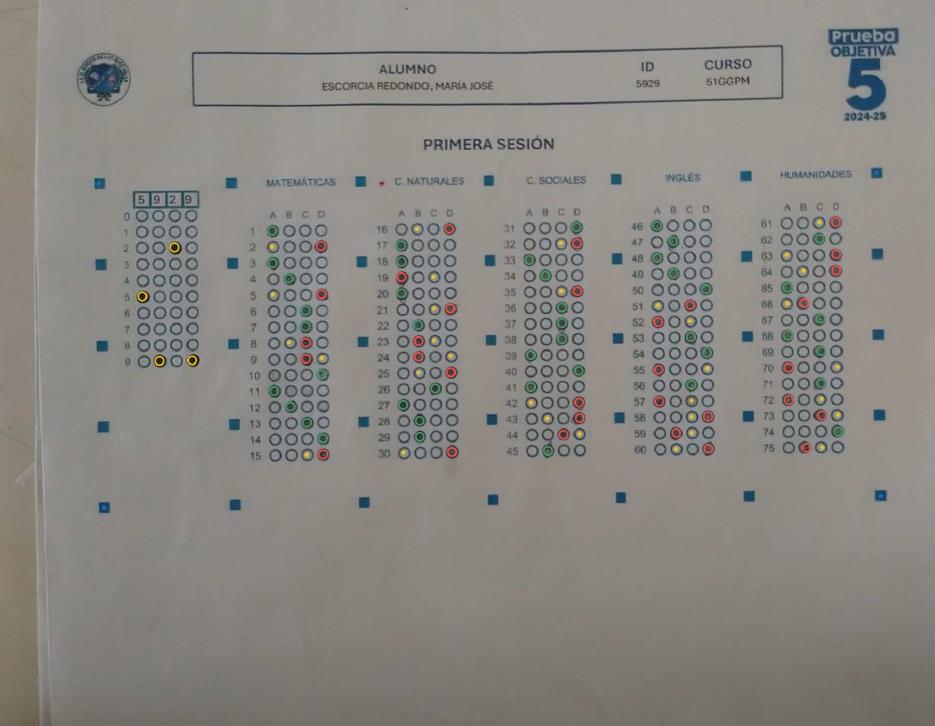 Prueba
OBJETIVA
5
2024-25
ALUMNO ID CURSO
ESCORCIA REDONDO, MARÍA JOSÉ 5929 51GGPM
PRIMERA SESIÓN
MATEMÁTICAS C. NATURALES C. SOCIALES INGLÉS HUMANIDADES
5 9 2 9
A B C D A B C D A B C D A B C D A B C D
0 1 16 31 46 61
1 2 17 32 47 62
2 3 18 33 48 63
3 4 19 34 49 64
4 5 20 35 50 65
5 6 21 36 51 66
6 7 22 37 52 67
7 8 23 38 53 68
8 9 24 39 54 69
9 10 25 40 55 70
11 26 41 56 71
12 27 42 57 72
13 28 43 58 73
14 29 44 59 74
15 30 45 60 75